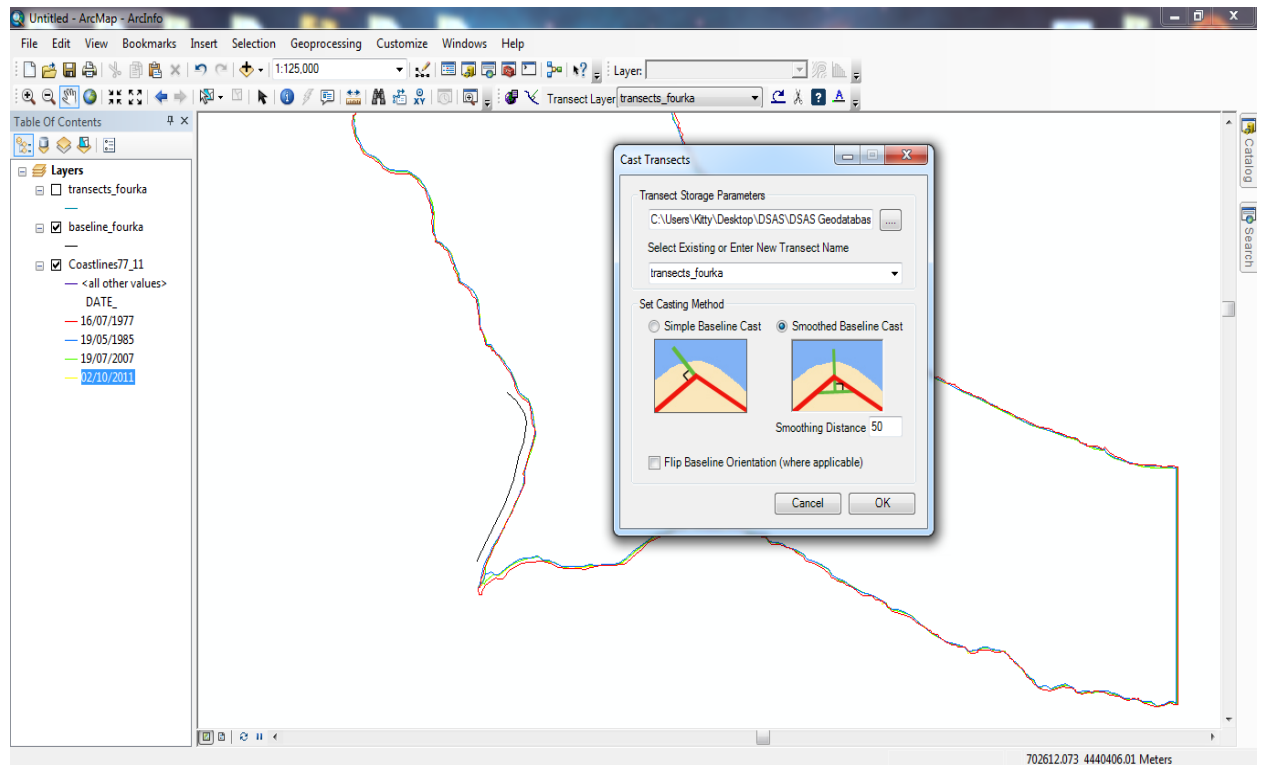 Untitled - ArcMap - ArcInfo
File Edit View Bookmarks Insert Selection Geoprocessing Customize Windows Help
1:125,000
Layer:
Transect Layer transects_fourka
Table Of Contents
Layers
transects_fourka
baseline_fourka
Coastlines77_11
<all other values>
DATE_
16/07/1977
19/05/1985
19/07/2007
02/10/2011
Cast Transects
Transect Storage Parameters
C:\Users\Kitty\Desktop\DSAS\DSAS Geodatabas
....
Select Existing or Enter New Transect Name
transects_fourka
Set Casting Method
Simple Baseline Cast
Smoothed Baseline Cast
Smoothing Distance 50
Flip Baseline Orientation (where applicable)
Cancel
OK
Catalog
Search
702612.073 4440406.01 Meters